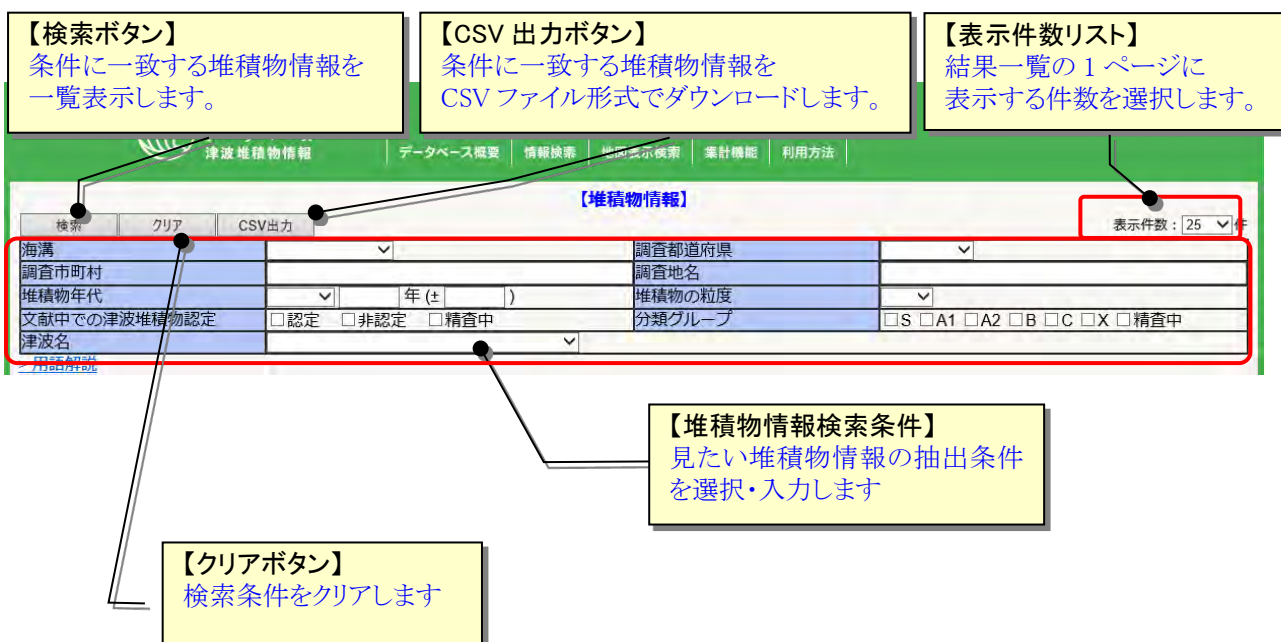 【検索ボタン】
条件に一致する堆積物情報を
一覧表示します。
【CSV 出力ボタン】
条件に一致する堆積物情報を
CSV ファイル形式でダウンロードします。
【表示件数リスト】
結果一覧の 1 ページに
表示する件数を選択します。
津波堆積物情報
データベース概要 情報検索 地図表示検索 集計機能 利用方法
【堆積物情報】
検索 クリア CSV出力 表示件数：25 件
海溝 調査都道府県
調査市町村 調査地名
堆積物年代 年 (± ) 堆積物の粒度
文献中での津波堆積物認定 □認定 □非認定 □精査中 分類グループ □S □A1 □A2 □B □C □X □精査中
津波名
>用語解説
【堆積物情報検索条件】
見たい堆積物情報の抽出条件
を選択・入力します
【クリアボタン】
検索条件をクリアします